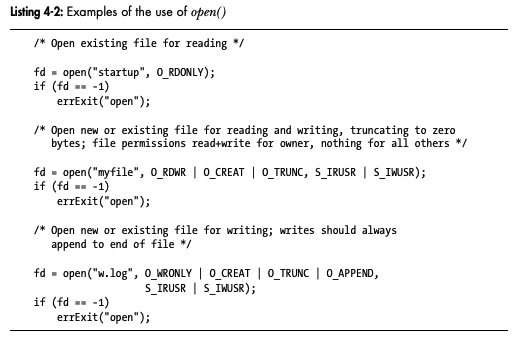 Listing 4-2: Examples of the use of open()
/* Open existing file for reading */
fd = open("startup", O_RDONLY);
if (fd == -1)
errExit("open");
/* Open new or existing file for reading and writing, truncating to zero
bytes; file permissions read+write for owner, nothing for all others */
fd = open("myfile", O_RDWR | O_CREAT | O_TRUNC, S_IRUSR | S_IWUSR);
if (fd == -1)
errExit("open");
/* Open new or existing file for writing; writes should always
append to end of file */
fd = open("w.log", O_WRONLY | O_CREAT | O_TRUNC | O_APPEND,
S_IRUSR | S_IWUSR);
if (fd == -1)
errExit("open");